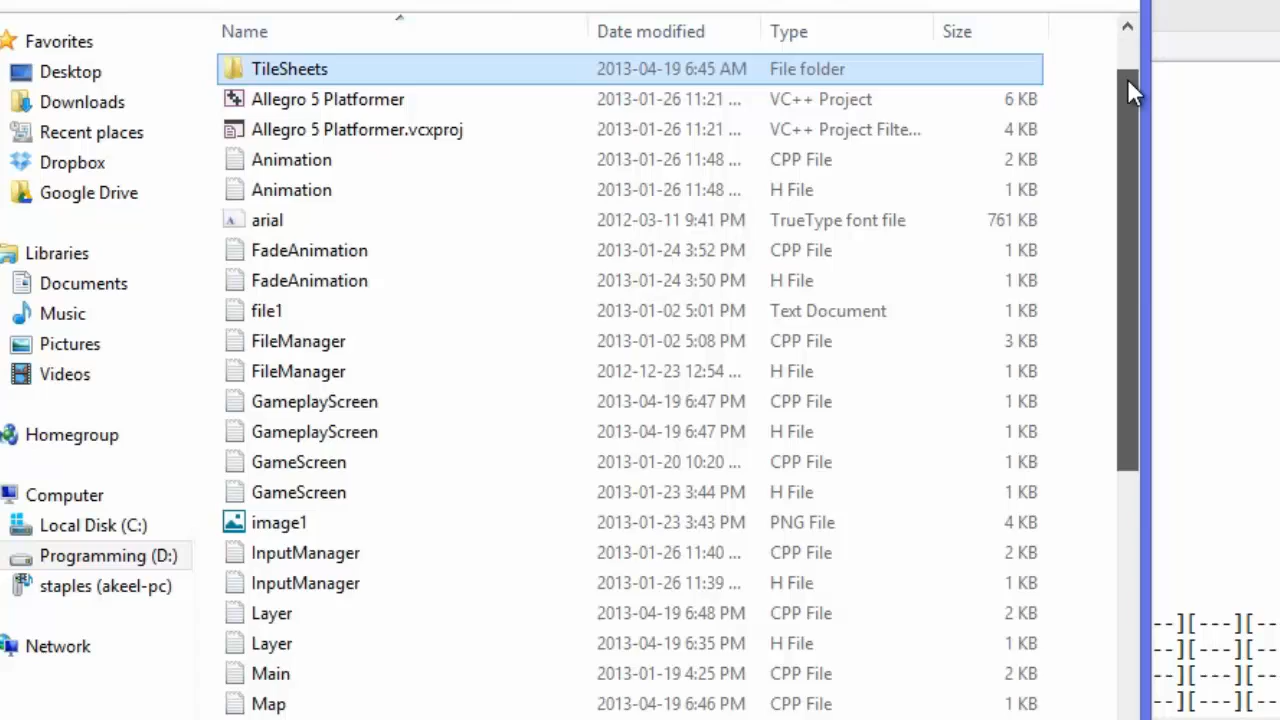 Name Date modified Type Size
Favorites
Desktop
Downloads
Recent places
Dropbox
Google Drive
Libraries
Documents
Music
Pictures
Videos
Homegroup
Computer
Local Disk (C:)
Programming (D:)
staples (akeel-pc)
Network
TileSheets 2013-04-19 6:45 AM File folder
Allegro 5 Platformer 2013-01-26 11:21 ... VC++ Project 6 KB
Allegro 5 Platformer.vcxproj 2013-01-26 11:21 ... VC++ Project Filte... 4 KB
Animation 2013-01-26 11:48 ... CPP File 2 KB
Animation 2013-01-26 11:48 ... H File 1 KB
arial 2012-03-11 9:41 PM TrueType font file 761 KB
FadeAnimation 2013-01-24 3:52 PM CPP File 1 KB
FadeAnimation 2013-01-24 3:50 PM H File 1 KB
file1 2013-01-02 5:01 PM Text Document 1 KB
FileManager 2013-01-02 5:08 PM CPP File 3 KB
FileManager 2012-12-23 12:54 ... H File 1 KB
GameplayScreen 2013-04-19 6:47 PM CPP File 1 KB
GameplayScreen 2013-04-19 6:47 PM H File 1 KB
GameScreen 2013-01-20 10:20 ... CPP File 1 KB
GameScreen 2013-01-23 3:44 PM H File 1 KB
image1 2013-01-23 3:43 PM PNG File 4 KB
InputManager 2013-01-26 11:40 ... CPP File 2 KB
InputManager 2013-01-26 11:39 ... H File 1 KB
Layer 2013-04-19 6:48 PM CPP File 2 KB
Layer 2013-04-19 6:35 PM H File 1 KB
Main 2013-01-19 4:25 PM CPP File 2 KB
Map 2013-04-19 6:46 PM CPP File 1 KB
--][---][--
--][---][--
--][---][--
--][---][--